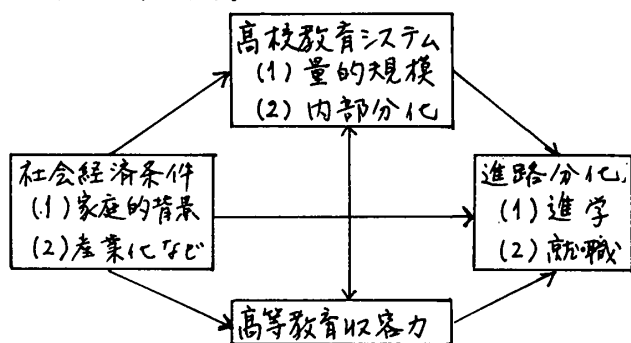 高校教育システム
(1) 量的規模
(2) 内部分化
社会経済条件
(1) 家庭的背景
(2) 産業化など
進路分化
(1) 進学
(2) 就職
高等教育収容力